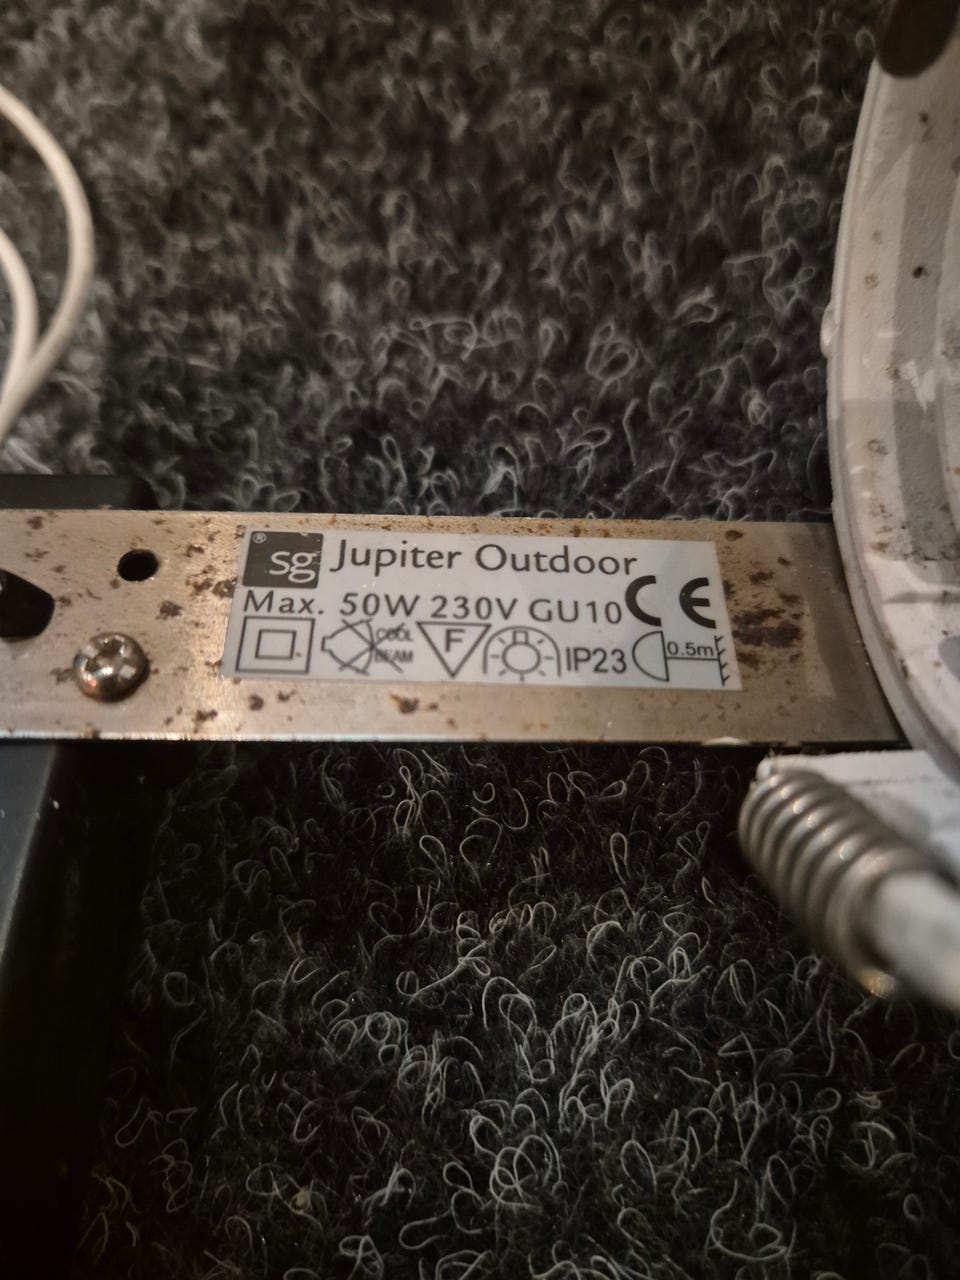 sg® Jupiter Outdoor
Max. 50W 230V GU10 CE
COOL BEAM F IP23 0.5m